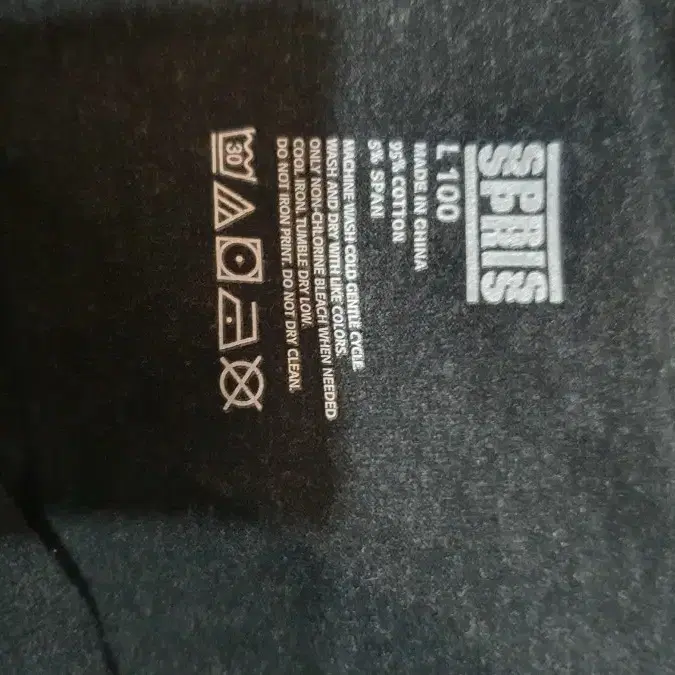 SPRIS
L 100
MADE IN CHINA
95% COTTON
5% SPAN
MACHINE WASH COLD GENTLE CYCLE.
WASH AND DRY WITH LIKE COLORS.
ONLY NON-CHLORINE BLEACH WHEN NEEDED
COOL IRON. TUMBLE DRY LOW.
DO NOT IRON PRINT. DO NOT DRY CLEAN.
30